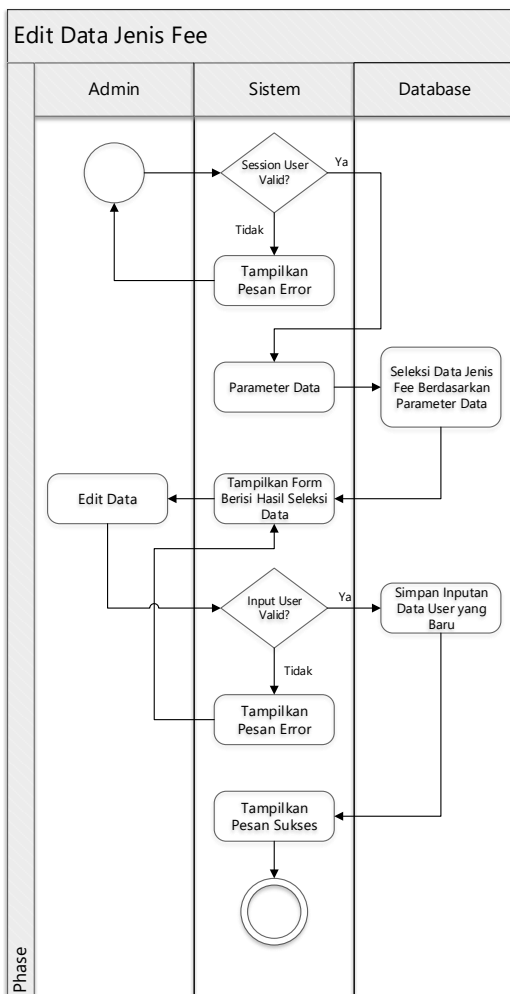 Edit Data Jenis Fee
Admin
Sistem
Database
Session User
Valid?
Ya
Tidak
Tampilkan
Pesan Error
Parameter Data
Seleksi Data Jenis
Fee Berdasarkan
Parameter Data
Tampilkan Form
Berisi Hasil Seleksi
Data
Edit Data
Input User
Valid?
Ya
Simpan Inputan
Data User yang
Baru
Tidak
Tampilkan
Pesan Error
Tampilkan
Pesan Sukses
Phase